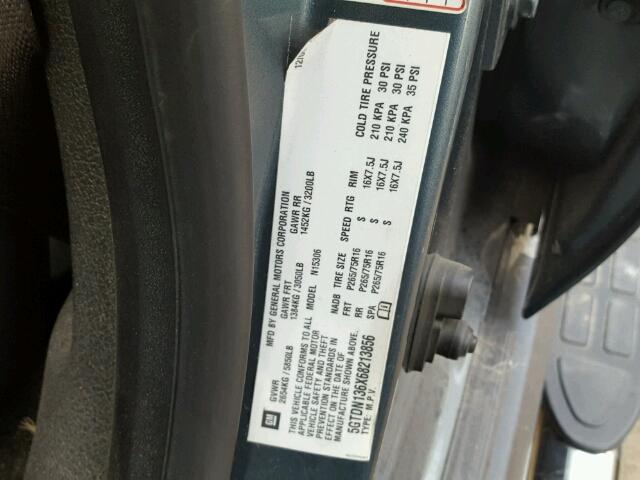 MFD BY GENERAL MOTORS CORPORATION
GVWR GAWR FRT GAWR RR
2654KG / 5850LB 1384KG / 3050LB 1452KG / 3200LB
THIS VEHICLE CONFORMS TO ALL
APPLICABLE FEDERAL MOTOR
VEHICLE SAFETY AND THEFT
PREVENTION STANDARDS IN
EFFECT ON THE DATE OF
MANUFACTURE SHOWN ABOVE.
5GTDN136X68213856
TYPE: M.P.V.
MODEL N15306
NADB TIRE SIZE SPEED RTG RIM COLD TIRE PRESSURE
FRT P265/75R16 S 16X7.5J 210 KPA 30 PSI
RR P265/75R16 S 16X7.5J 210 KPA 30 PSI
SPA P265/75R16 S 16X7.5J 240 KPA 35 PSI
GM